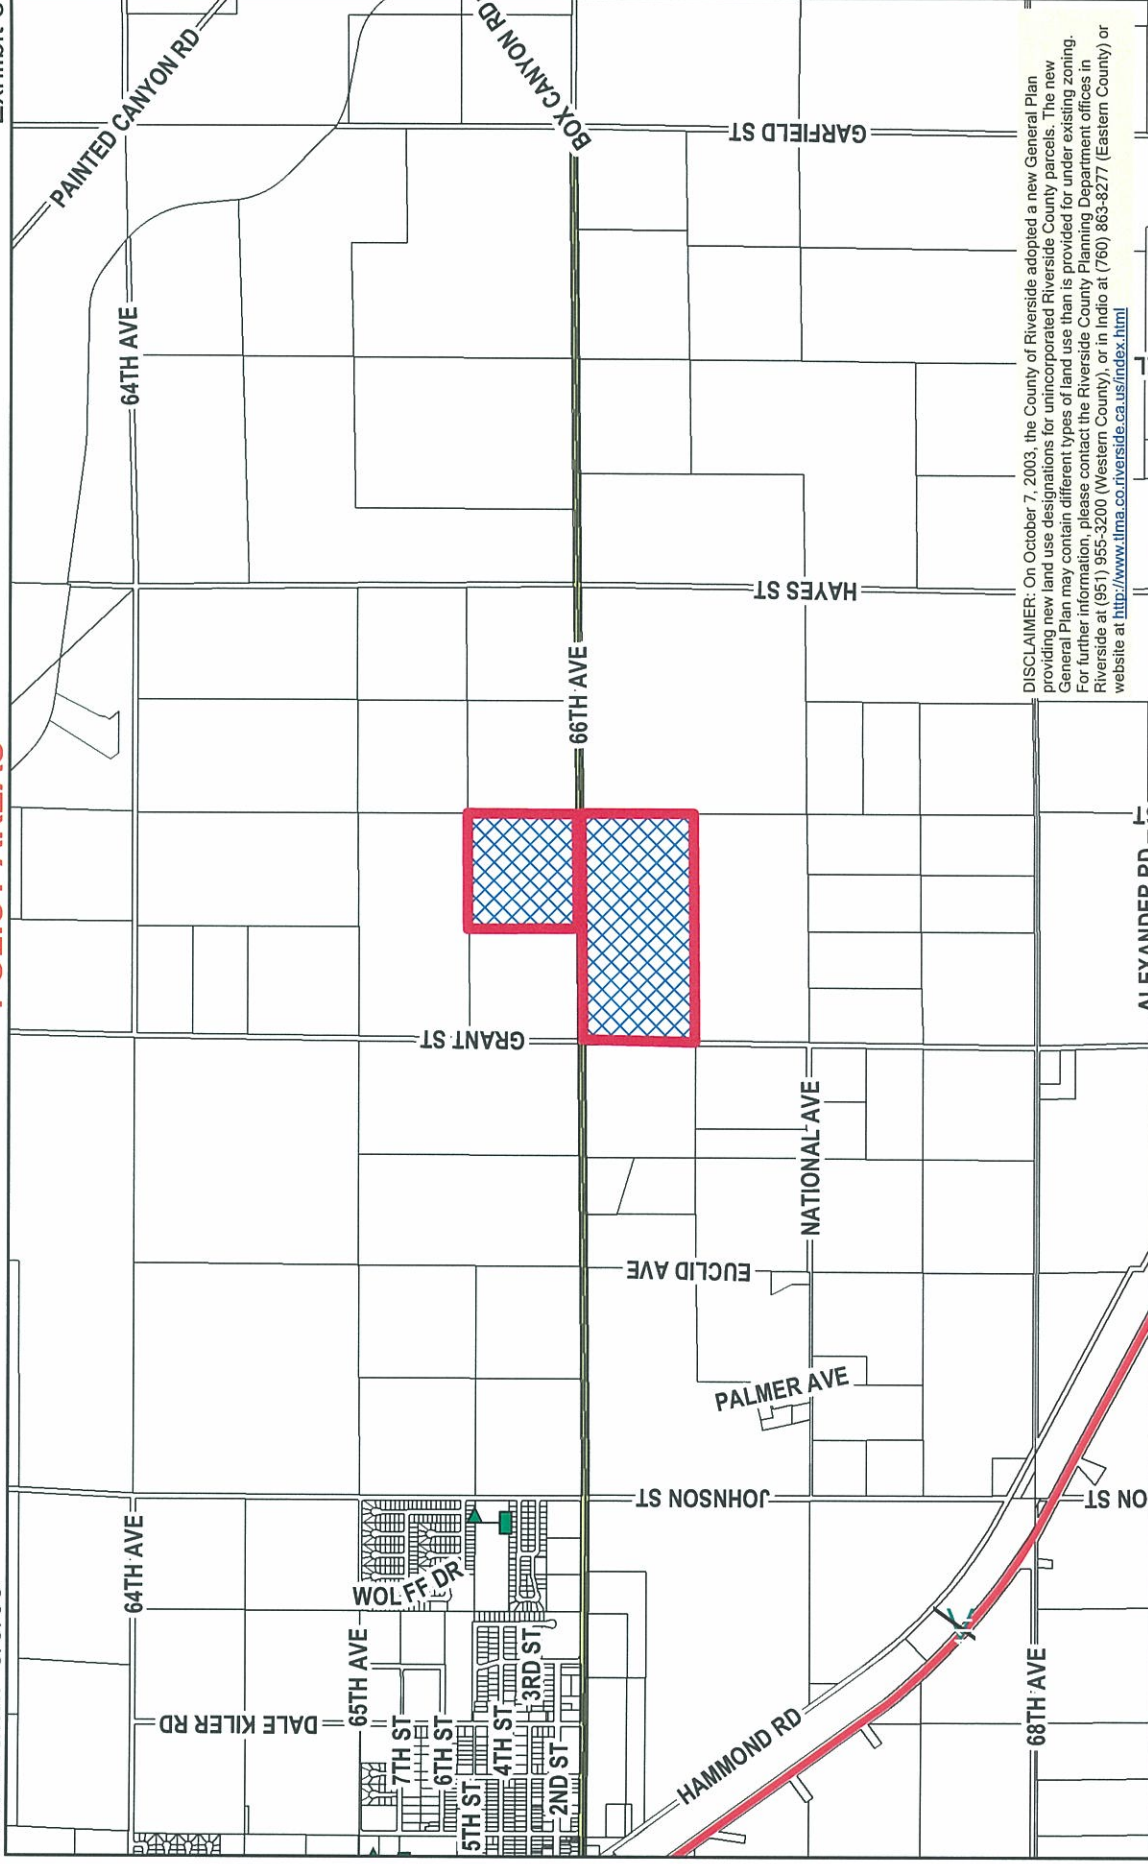 PAINTED CANYON RD
BOX CANYON RD
64TH AVE
GARFIELD ST
66TH AVE
HAYES ST
GRANT ST
NATIONAL AVE
EUCLID AVE
PALMER AVE
JOHNSON ST
64TH AVE
WOLFF DR
65TH AVE
DALE KILER RD
7TH ST
6TH ST
5TH ST
4TH ST
3RD ST
2ND ST
HAMMOND RD
68TH AVE
ON ST
ALEXANDER RD
DISCLAIMER: On October 7, 2003, the County of Riverside adopted a new General Plan
providing new land use designations for unincorporated Riverside County parcels. The new
General Plan may contain different types of land use than is provided for under existing zoning.
For further information, please contact the Riverside County Planning Department offices in
Riverside at (951) 955-3200 (Western County), or in Indio at (760) 863-8277 (Eastern County) or
website at http://www.tlma.co.riverside.ca.us/index.html